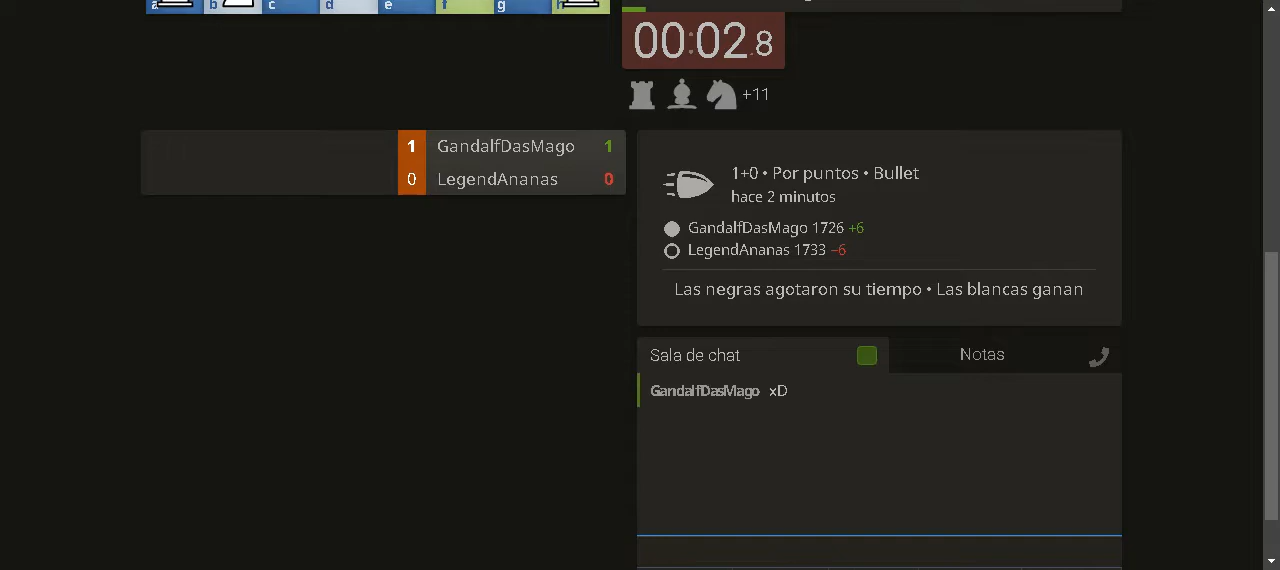 a b c d e f g h
00:02.8
+11
1 GandalfDasMago 1
0 LegendAnanas 0
1+0 • Por puntos • Bullet
hace 2 minutos
GandalfDasMago 1726 +6
LegendAnanas 1733 −6
Las negras agotaron su tiempo • Las blancas ganan
Sala de chat
Notas
GandalfDasMago xD